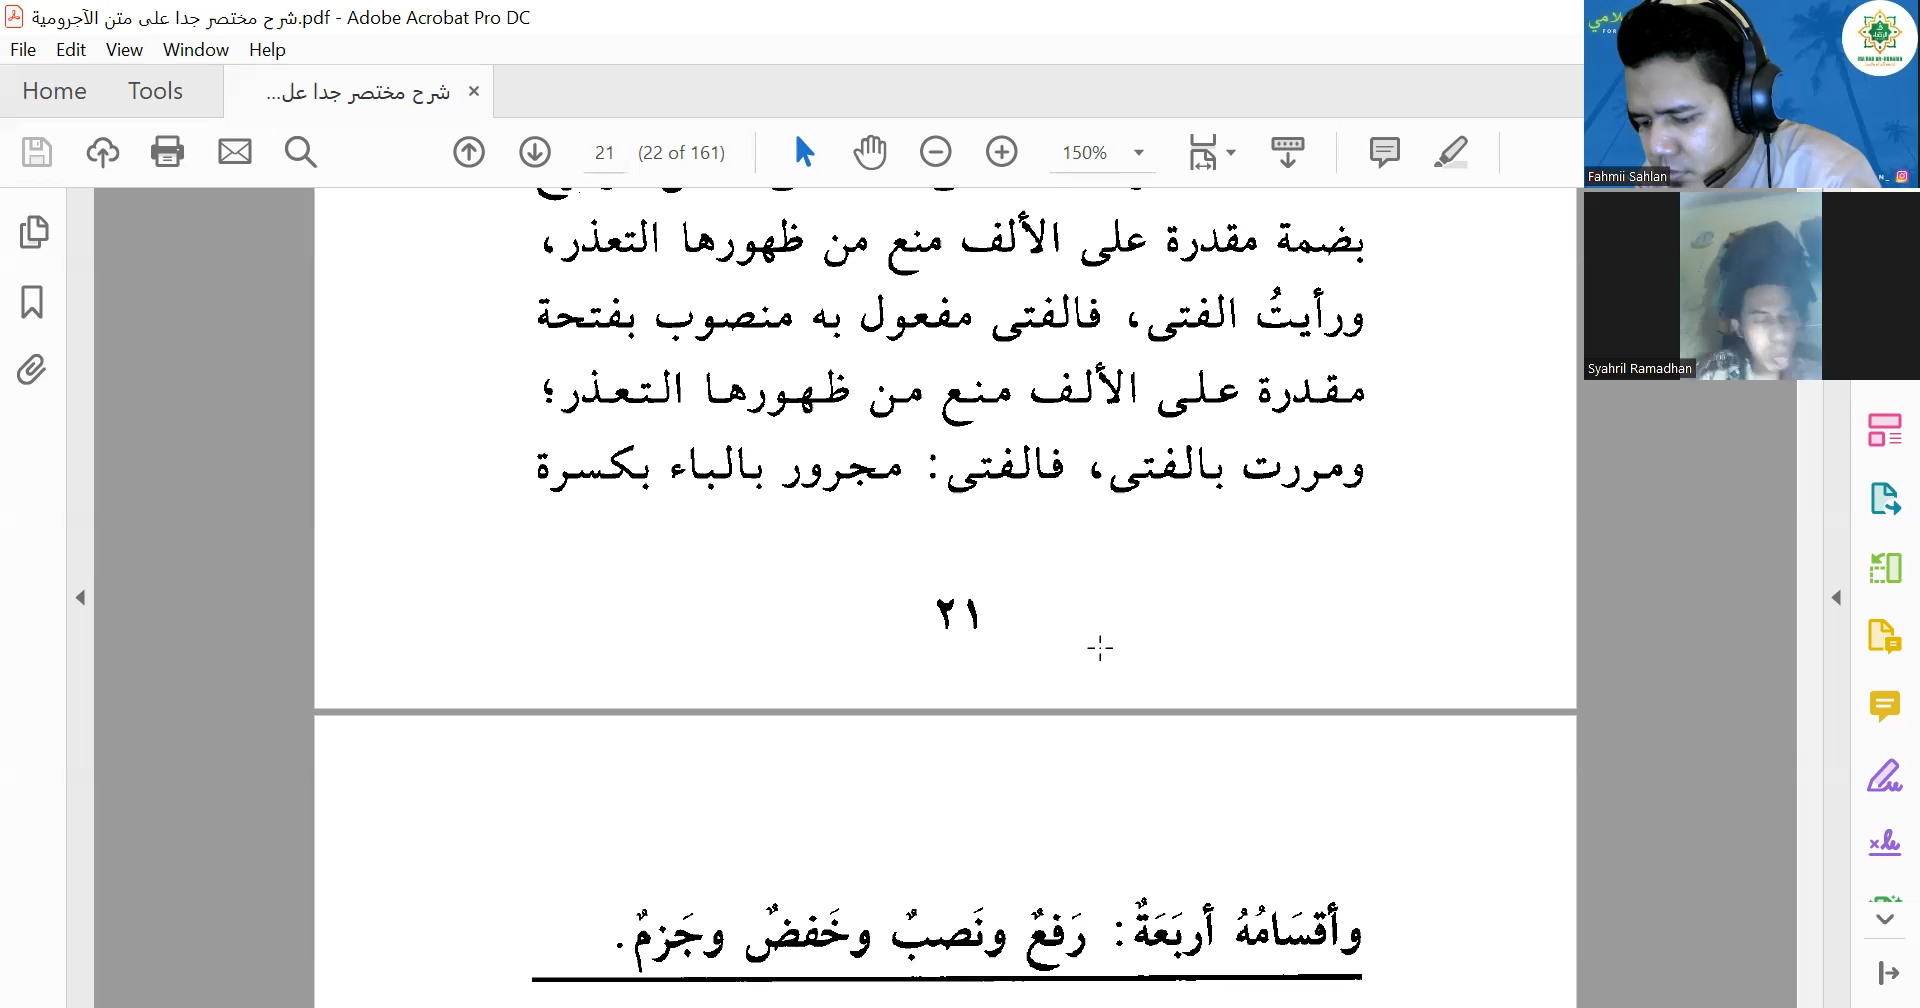 شرح مختصر جدا على متن الآجرومية.pdf - Adobe Acrobat Pro DC
File Edit View Window Help
Home Tools شرح مختصر جدا عل... ×
21 (22 of 161) 150%
بضمة مقدرة على الألف منع من ظهورها التعذر،
ورأيتُ الفتى، فالفتى مفعول به منصوب بفتحة
مقدرة على الألف منع من ظهورها التعذر؛
ومررت بالفتى، فالفتى: مجرور بالباء بكسرة
٢١
وأقسَامُهُ أربَعَةٌ: رَفعٌ ونَصبٌ وخَفضٌ وجَزمٌ.
Fahmii Sahlan
Syahril Ramadhan